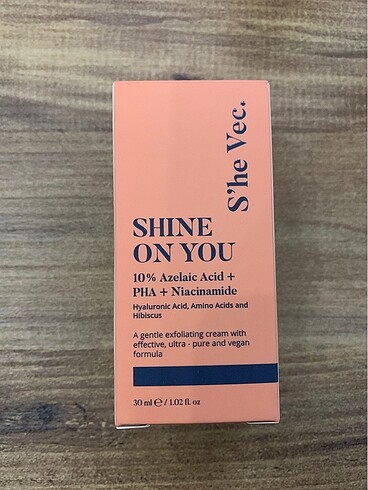 S'he Vec.
SHINE
ON YOU
10% Azelaic Acid +
PHA + Niacinamide
Hyaluronic Acid, Amino Acids and
Hibiscus
A gentle exfoliating cream with
effective, ultra - pure and vegan
formula
30 ml ℮ / 1.02 fl. oz